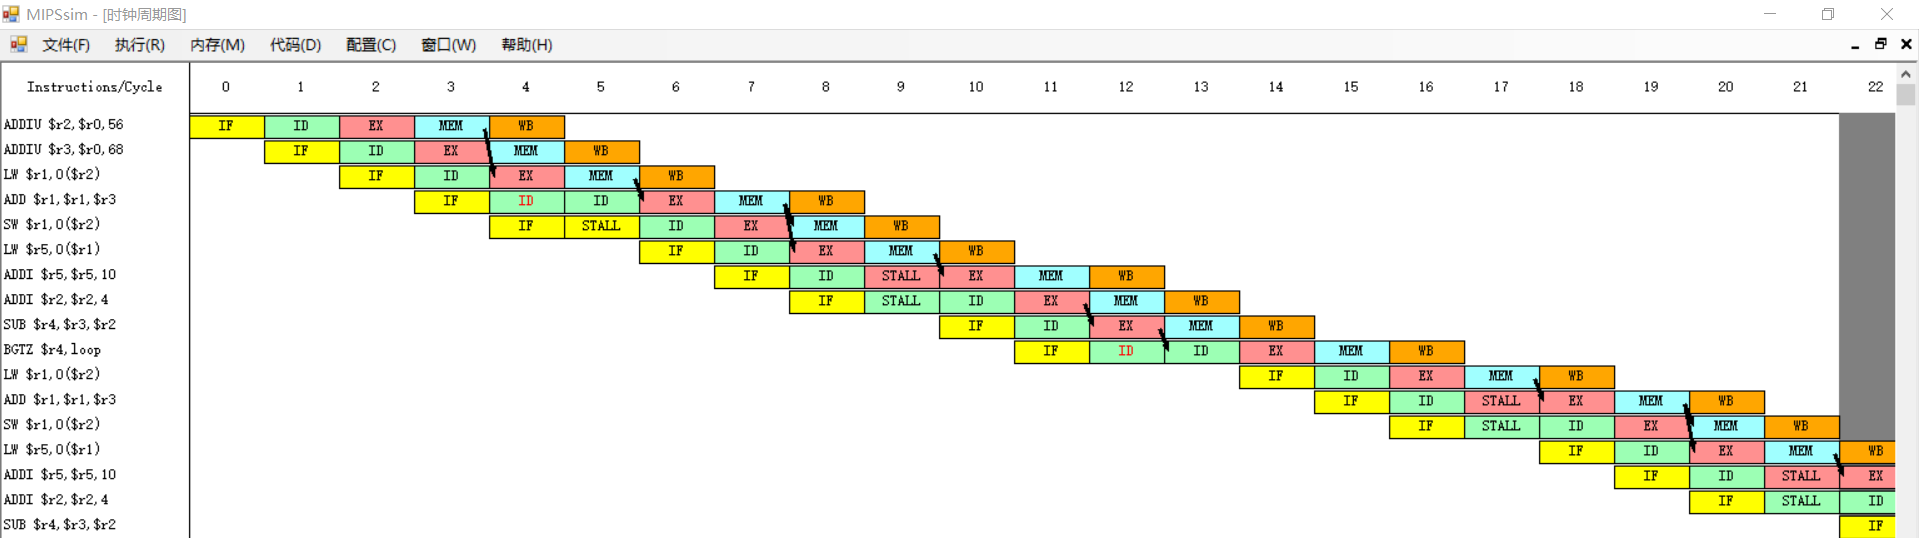 MIPSsim - [时钟周期图]
文件(F) 执行(R) 内存(M) 代码(D) 配置(C) 窗口(W) 帮助(H)
Instructions/Cycle 0 1 2 3 4 5 6 7 8 9 10 11 12 13 14 15 16 17 18 19 20 21 22
ADDIU $r2,$r0,56 IF ID EX MEM WB
ADDIU $r3,$r0,68 IF ID EX MEM WB
LW $r1,0($r2) IF ID EX MEM WB
ADD $r1,$r1,$r3 IF ID ID EX MEM WB
SW $r1,0($r2) IF STALL ID EX MEM WB
LW $r5,0($r1) IF ID EX MEM WB
ADDI $r5,$r5,10 IF ID STALL EX MEM WB
ADDI $r2,$r2,4 IF STALL ID EX MEM WB
SUB $r4,$r3,$r2 IF ID EX MEM WB
BGTZ $r4,loop IF ID ID EX MEM WB
LW $r1,0($r2) IF ID EX MEM WB
ADD $r1,$r1,$r3 IF ID STALL EX MEM WB
SW $r1,0($r2) IF STALL ID EX MEM WB
LW $r5,0($r1) IF ID EX MEM WB
ADDI $r5,$r5,10 IF ID STALL EX
ADDI $r2,$r2,4 IF STALL ID
SUB $r4,$r3,$r2 IF